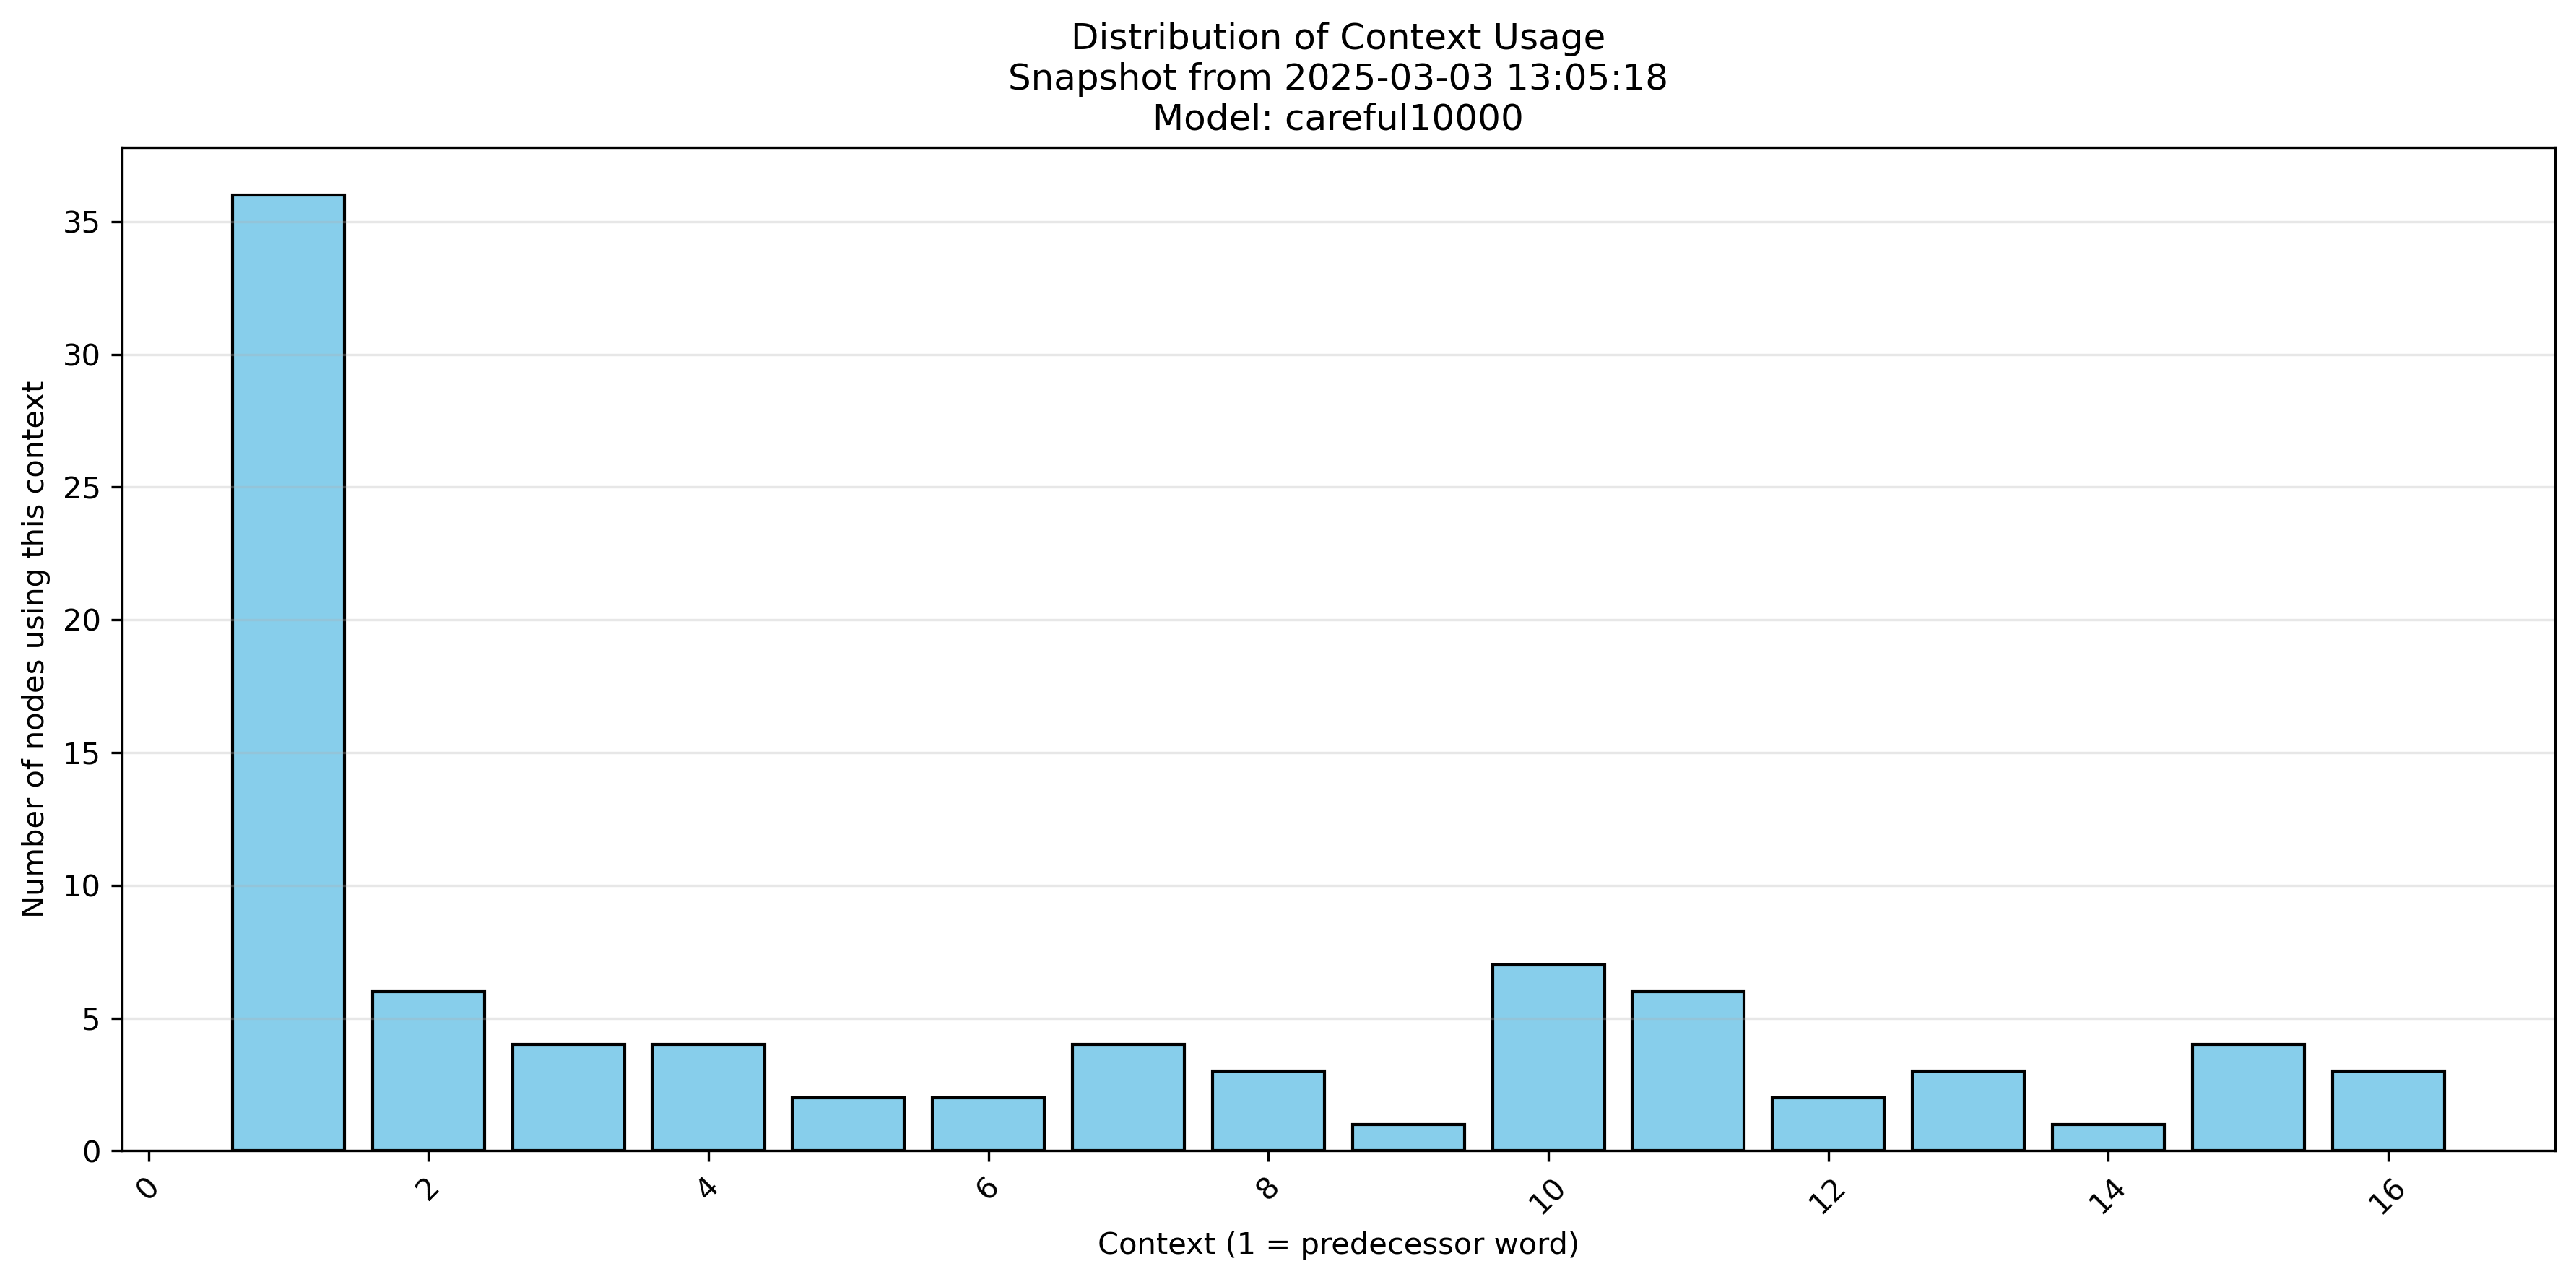 Distribution of Context Usage
Snapshot from 2025-03-03 13:05:18
Model: careful10000
Number of nodes using this context
35
30
25
20
15
10
5
0
0 2 4 6 8 10 12 14 16
Context (1 = predecessor word)